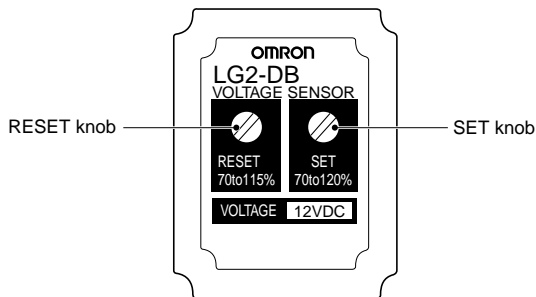 OMRON
LG2-DB
VOLTAGE SENSOR
RESET knob
SET knob
RESET
70to115%
SET
70to120%
VOLTAGE 12VDC